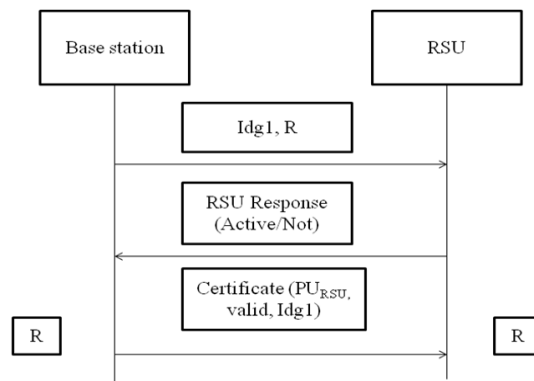 Base station
RSU
Idg1, R
RSU Response
(Active/Not)
Certificate (PU_RSU,
valid, Idg1)
R
R